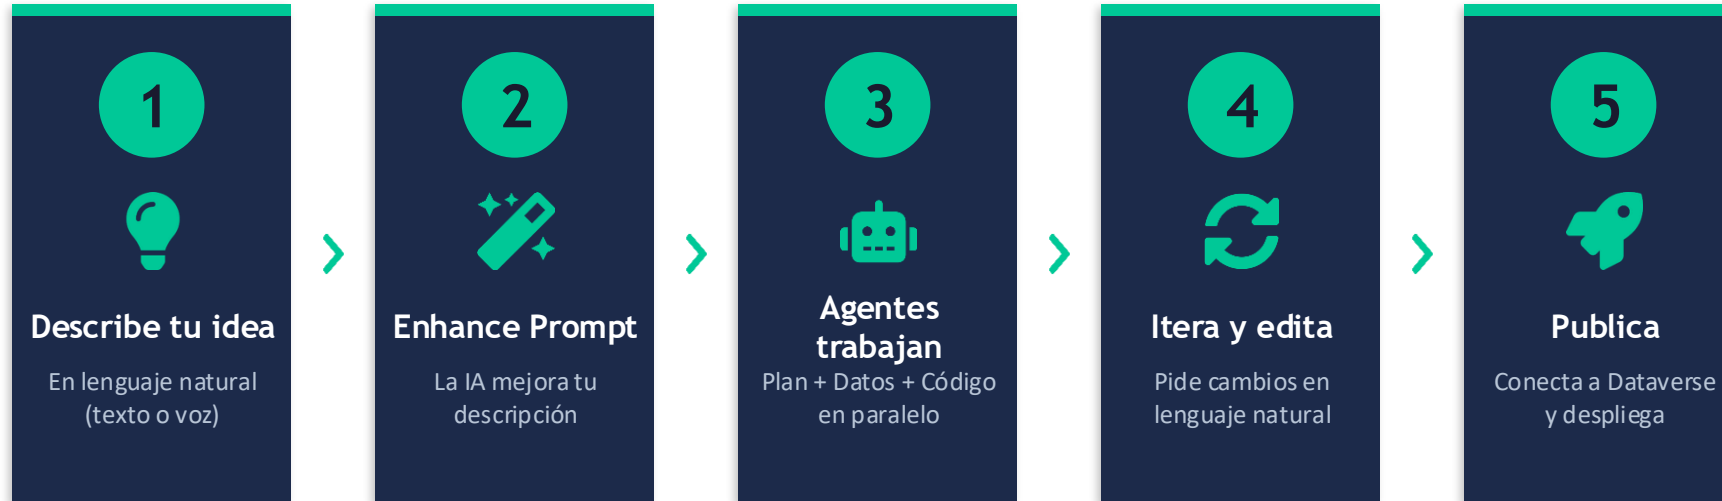 1
Describe tu idea
En lenguaje natural
(texto o voz)
2
Enhance Prompt
La IA mejora tu
descripción
3
Agentes
trabajan
Plan + Datos + Código
en paralelo
4
Itera y edita
Pide cambios en
lenguaje natural
5
Publica
Conecta a Dataverse
y despliega